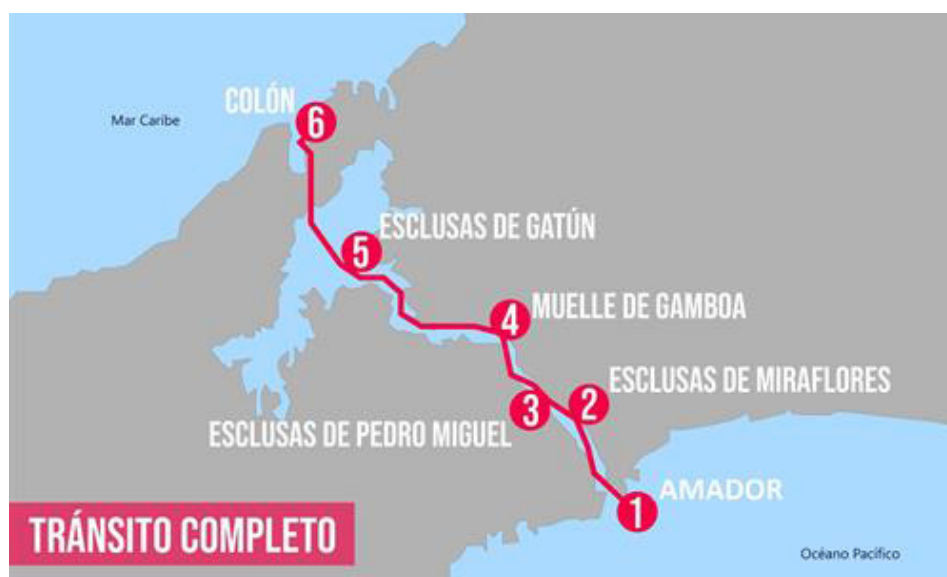 COLÓN
6
Mar Caribe
ESCLUSAS DE GATÚN
5
MUELLE DE GAMBOA
4
ESCLUSAS DE MIRAFLORES
2
3
ESCLUSAS DE PEDRO MIGUEL
AMADOR
1
TRÁNSITO COMPLETO
Océano Pacífico